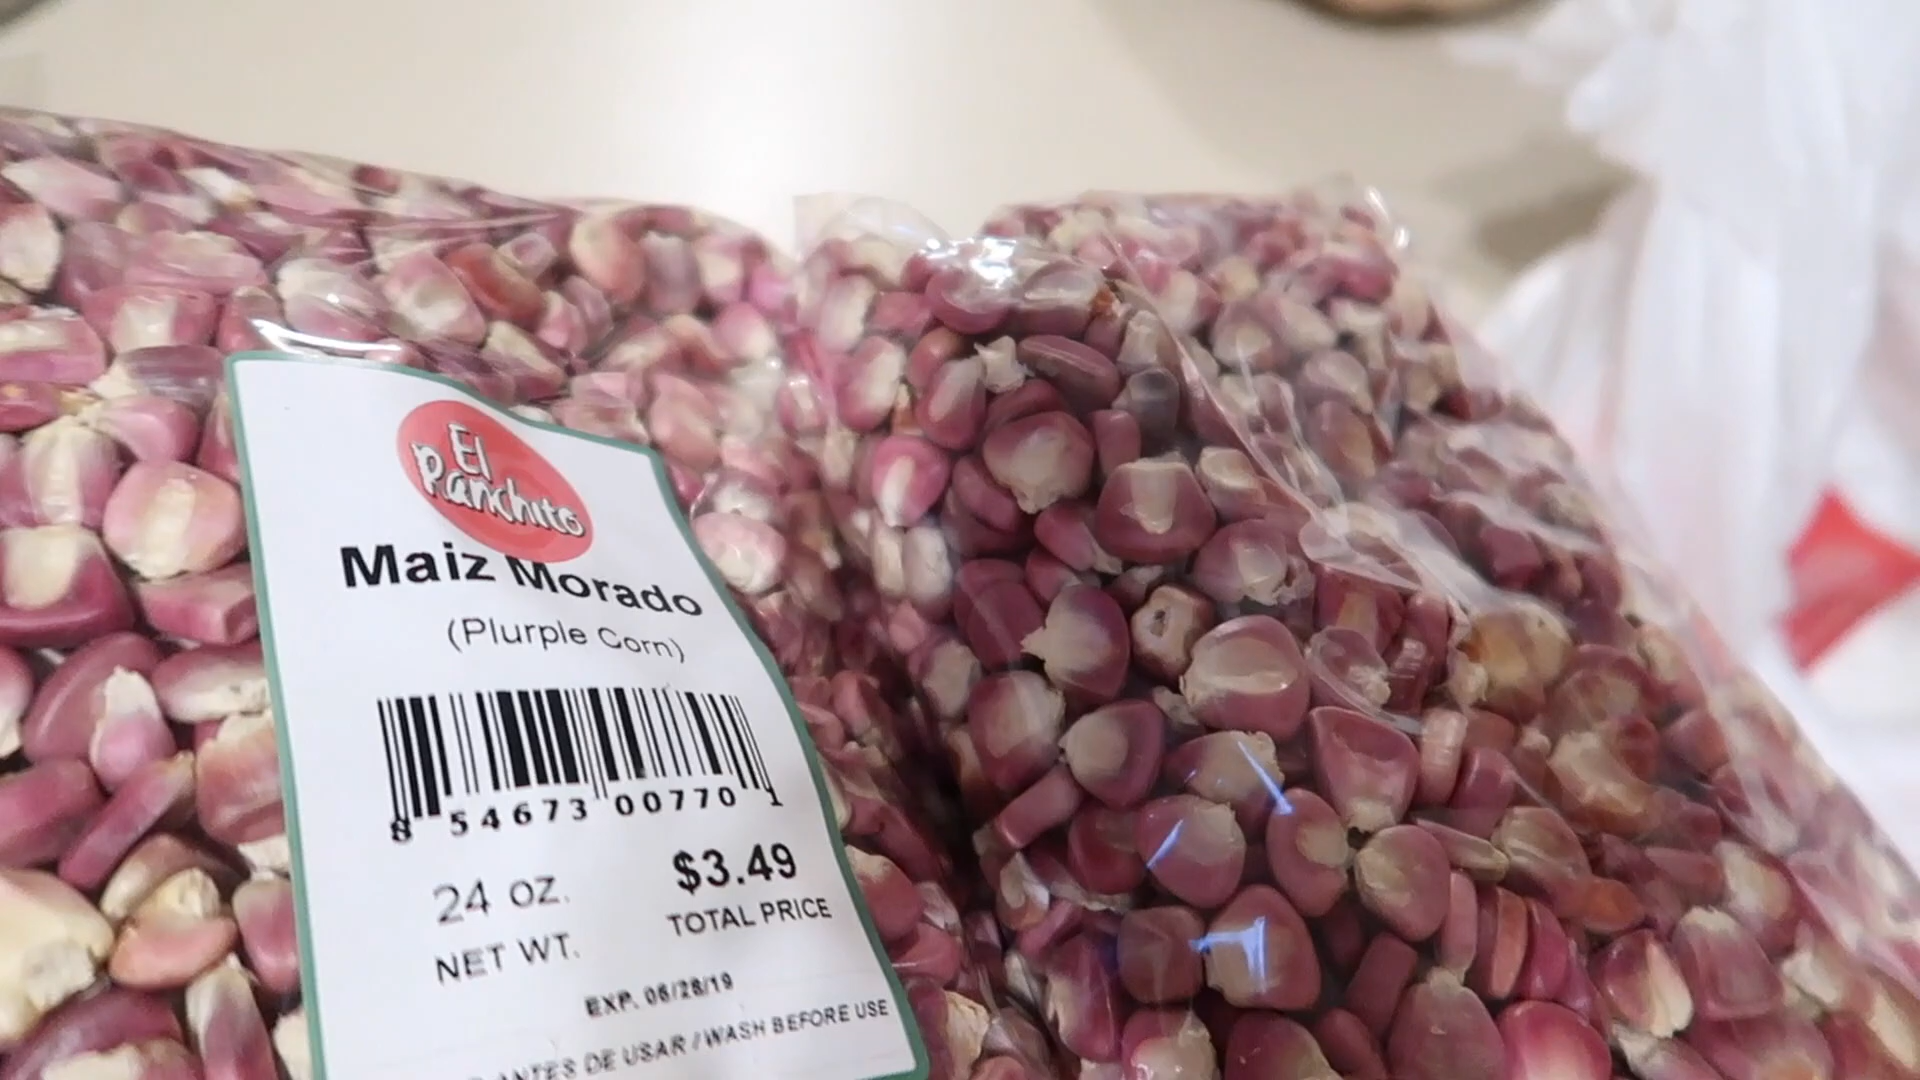 El
Ranchito
Maiz Morado
(Plurple Corn)
8 54673 00770 1
24 oz.
NET WT.
$3.49
TOTAL PRICE
EXP. 06/28/19
ANTES DE USAR / WASH BEFORE USE